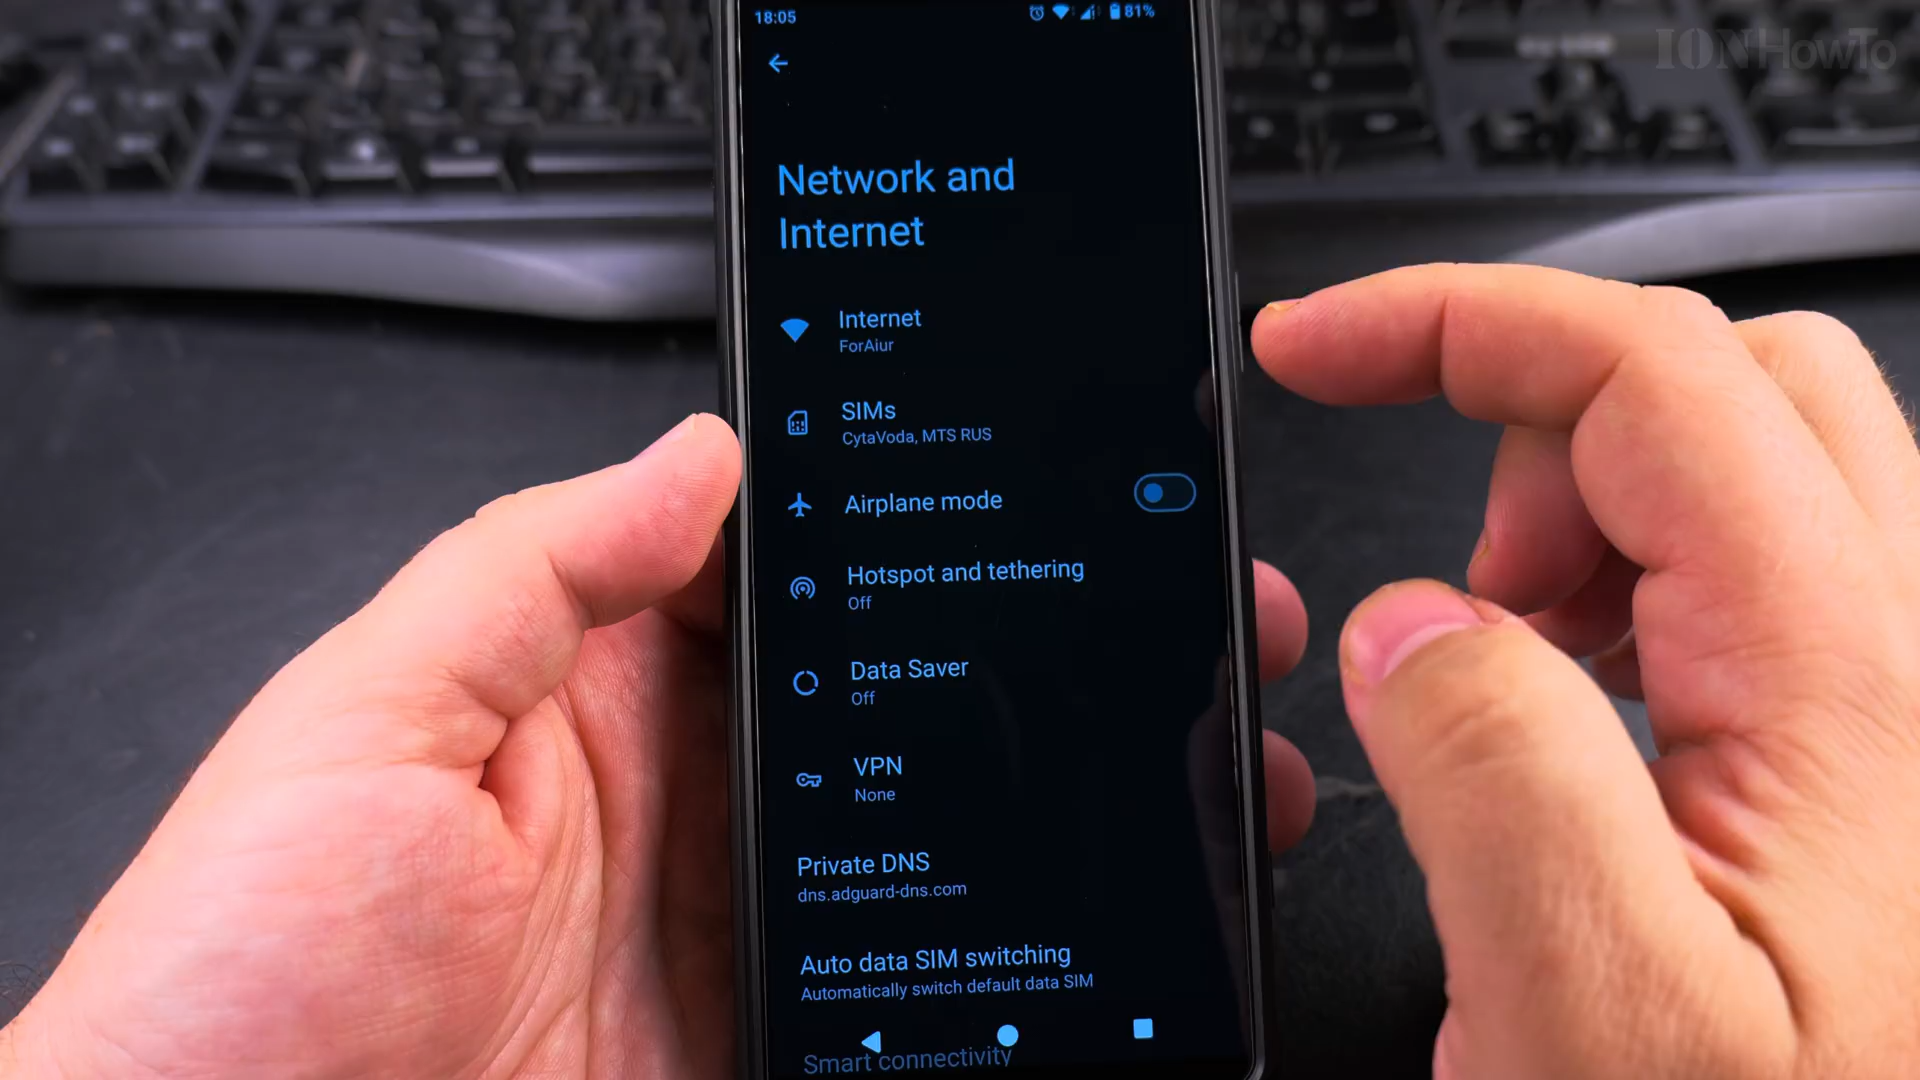 18:05
81%
IONHowTo
Network and
Internet
Internet
ForAiur
SIMs
CytaVoda, MTS RUS
Airplane mode
Hotspot and tethering
Off
Data Saver
Off
VPN
None
Private DNS
dns.adguard-dns.com
Auto data SIM switching
Automatically switch default data SIM
Smart connectivity